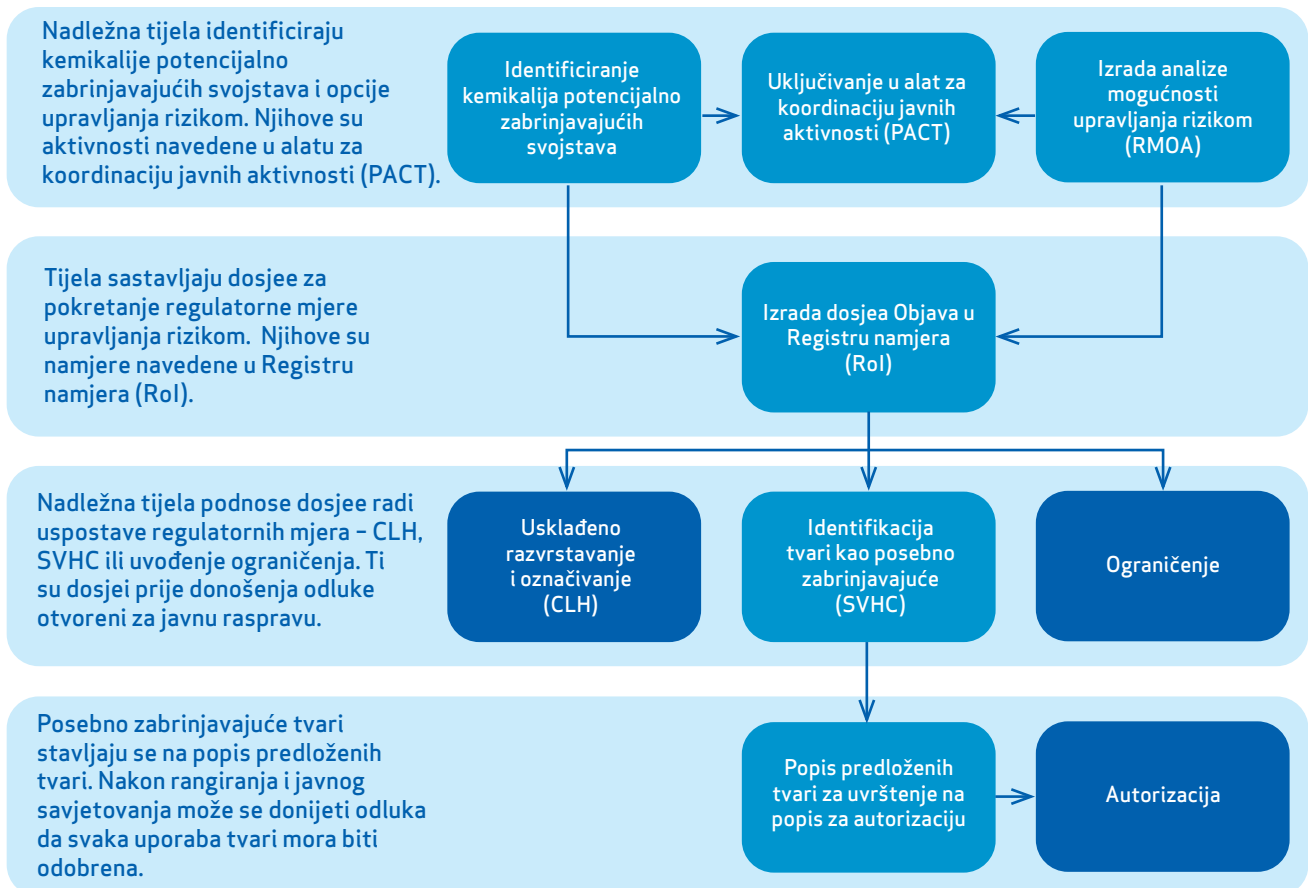 Nadležna tijela identificiraju
kemikalije potencijalno
zabrinjavajućih svojstava i opcije
upravljanja rizikom. Njihove su
aktivnosti navedene u alatu za
koordinaciju javnih aktivnosti (PACT).
Identificiranje
kemikalija potencijalno
zabrinjavajućih
svojstava
Uključivanje u alat za
koordinaciju javnih
aktivnosti (PACT)
Izrada analize
mogućnosti
upravljanja rizikom
(RMOA)
Tijela sastavljaju dosjee za
pokretanje regulatorne mjere
upravljanja rizikom. Njihove su
namjere navedene u Registru
namjera (RoI).
Izrada dosjea Objava u
Registru namjera
(RoI)
Nadležna tijela podnose dosjee radi
uspostave regulatornih mjera – CLH,
SVHC ili uvođenje ograničenja. Ti
su dosjei prije donošenja odluke
otvoreni za javnu raspravu.
Usklađeno
razvrstavanje
i označivanje
(CLH)
Identifikacija
tvari kao posebno
zabrinjavajuće
(SVHC)
Ograničenje
Posebno zabrinjavajuće tvari
stavljaju se na popis predloženih
tvari. Nakon rangiranja i javnog
savjetovanja može se donijeti odluka
da svaka uporaba tvari mora biti
odobrena.
Popis predloženih
tvari za uvrštenje na
popis za autorizaciju
Autorizacija